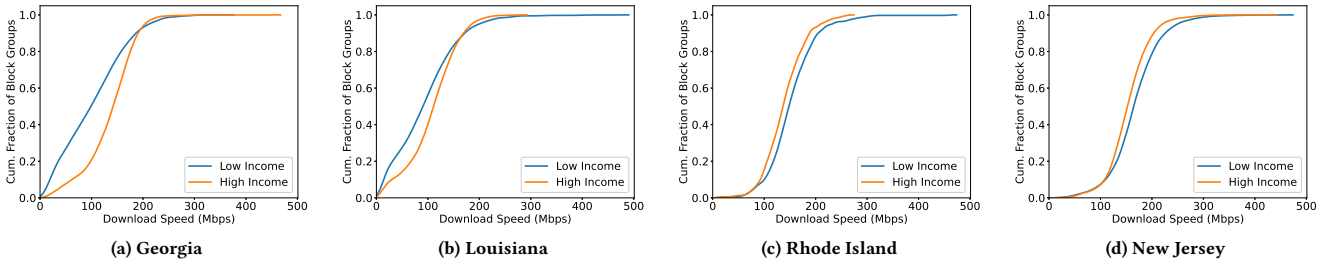 Cum. Fraction of Block Groups
1.0
0.8
0.6
0.4
0.2
0.0
0 100 200 300 400 500
Download Speed (Mbps)
Low Income
High Income
(a) Georgia
Cum. Fraction of Block Groups
1.0
0.8
0.6
0.4
0.2
0.0
0 100 200 300 400 500
Download Speed (Mbps)
Low Income
High Income
(b) Louisiana
Cum. Fraction of Block Groups
1.0
0.8
0.6
0.4
0.2
0.0
0 100 200 300 400 500
Download Speed (Mbps)
Low Income
High Income
(c) Rhode Island
Cum. Fraction of Block Groups
1.0
0.8
0.6
0.4
0.2
0.0
0 100 200 300 400 500
Download Speed (Mbps)
Low Income
High Income
(d) New Jersey